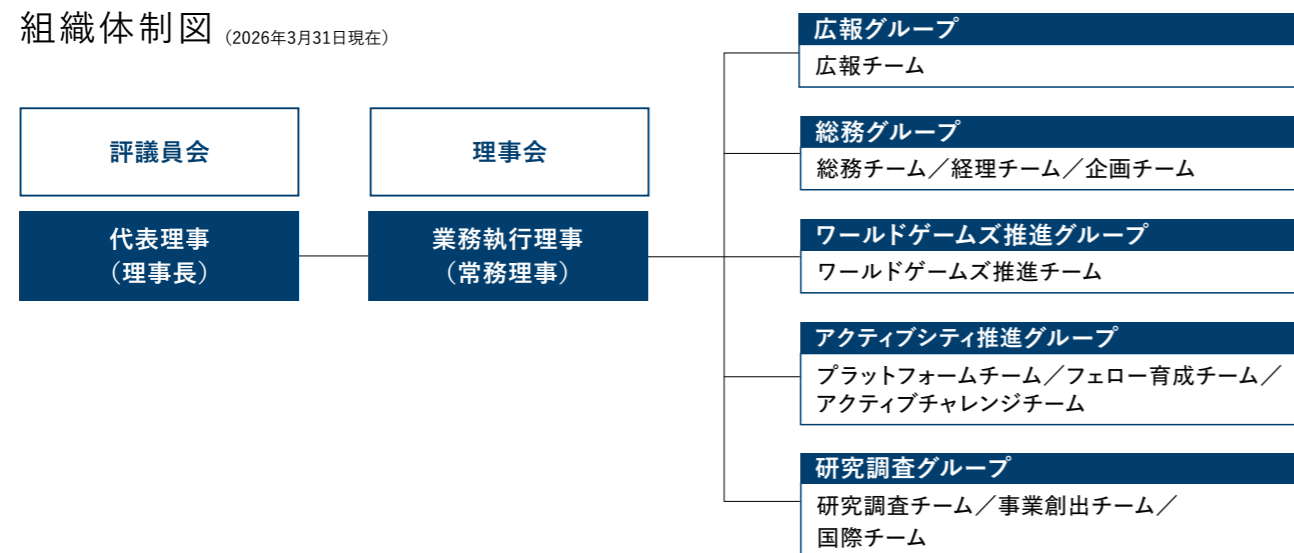 組織体制図 (2026年3月31日現在)
評議員会
理事会
代表理事
(理事長)
業務執行理事
(常務理事)
広報グループ
広報チーム
総務グループ
総務チーム／経理チーム／企画チーム
ワールドゲームズ推進グループ
ワールドゲームズ推進チーム
アクティブシティ推進グループ
プラットフォームチーム／フェロー育成チーム／
アクティブチャレンジチーム
研究調査グループ
研究調査チーム／事業創出チーム／
国際チーム